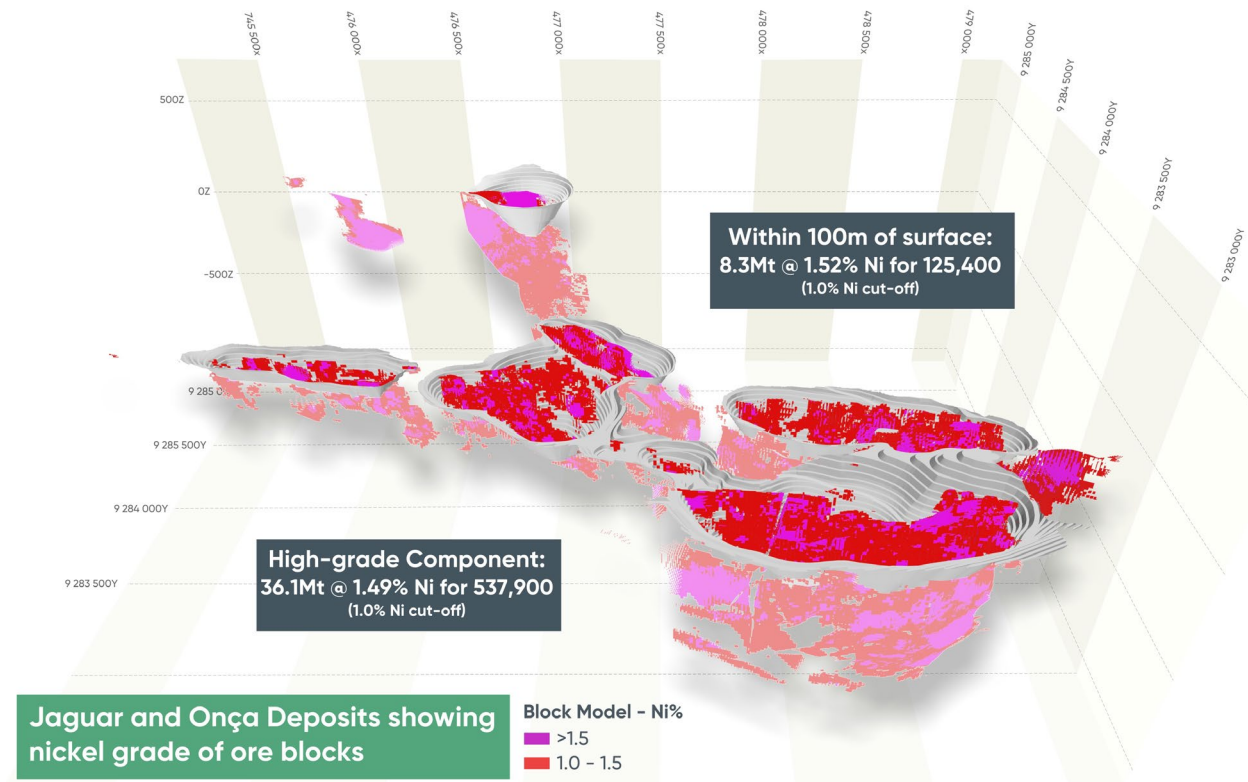 745 500x
476 000x
476 500x
477 000x
477 500x
478 000x
478 500x
479 000x
9 285 000Y
9 284 500Y
9 284 000Y
9 283 500Y
9 283 000Y
500Z
0Z
-500Z
Within 100m of surface:
8.3Mt @ 1.52% Ni for 125,400
(1.0% Ni cut-off)
9 285 0
9 285 500Y
9 284 000Y
9 283 500Y
High-grade Component:
36.1Mt @ 1.49% Ni for 537,900
(1.0% Ni cut-off)
Jaguar and Onça Deposits showing
nickel grade of ore blocks
Block Model - Ni%
>1.5
1.0 - 1.5